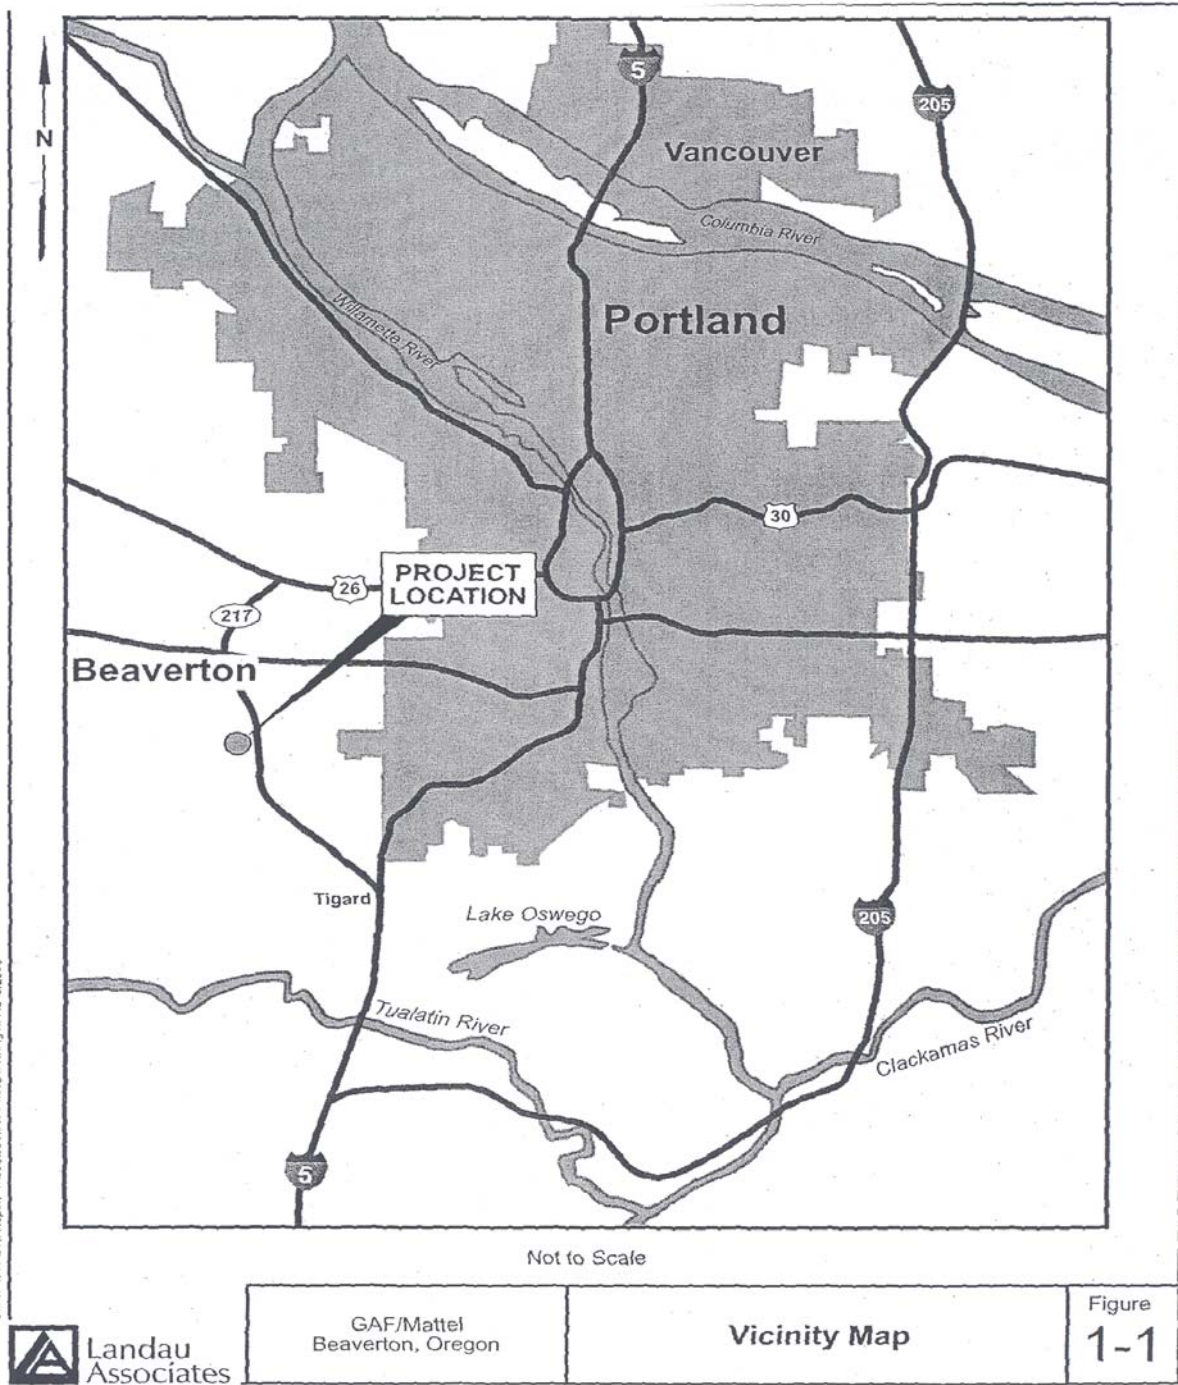 N
5
205
Vancouver
Columbia River
Portland
Willamette River
30
PROJECT
LOCATION
26
217
Beaverton
Tigard
Lake Oswego
205
Tualatin River
Clackamas River
5
Not to Scale
Landau
Associates
GAF/Mattel
Beaverton, Oregon
Vicinity Map
Figure
1-1